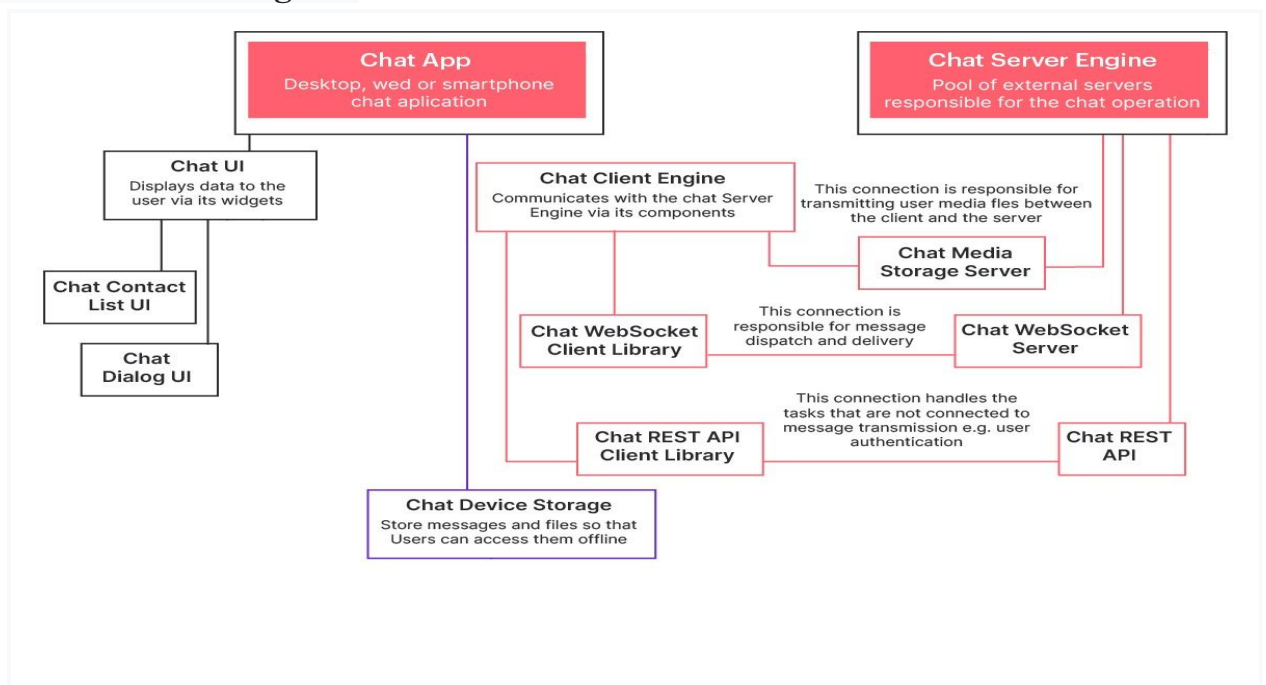 Chat App
Desktop, wed or smartphone
chat aplication
Chat Server Engine
Pool of external servers
responsible for the chat operation
Chat UI
Displays data to the
user via its widgets
Chat Client Engine
Communicates with the chat Server
Engine via its components
This connection is responsible for
transmitting user media fles between
the client and the server
Chat Media
Storage Server
Chat Contact
List UI
Chat
Dialog UI
Chat WebSocket
Client Library
This connection is
responsible for message
dispatch and delivery
Chat WebSocket
Server
This connection handles the
tasks that are not connected to
message transmission e.g. user
authentication
Chat REST API
Client Library
Chat REST
API
Chat Device Storage
Store messages and files so that
Users can access them offline